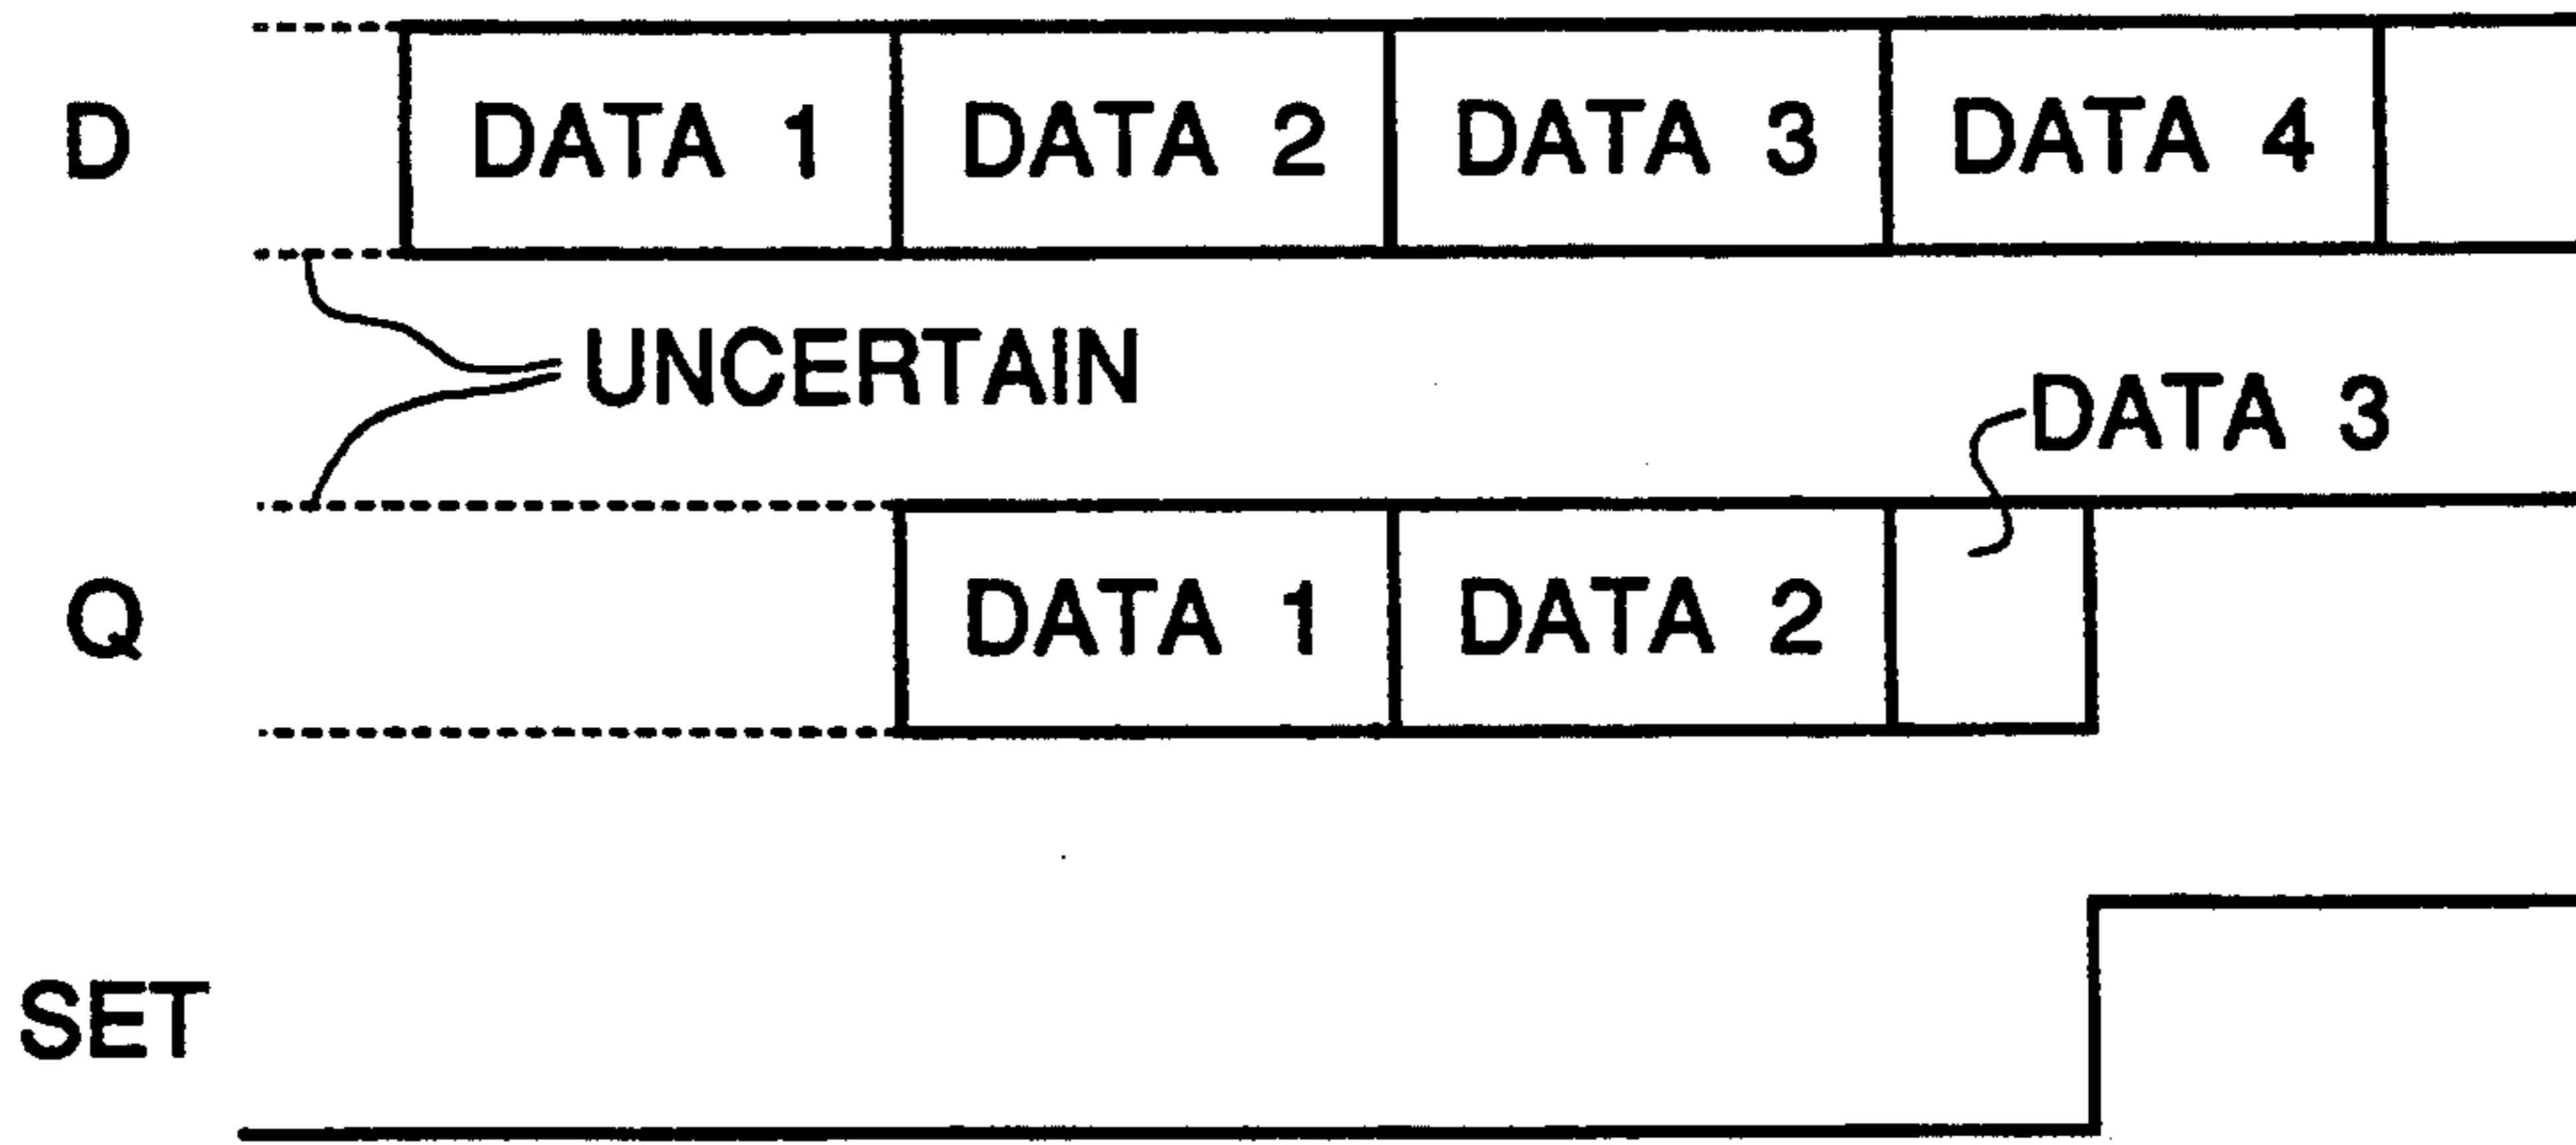 D DATA 1 DATA 2 DATA 3 DATA 4
UNCERTAIN
DATA 3
Q DATA 1 DATA 2
SET